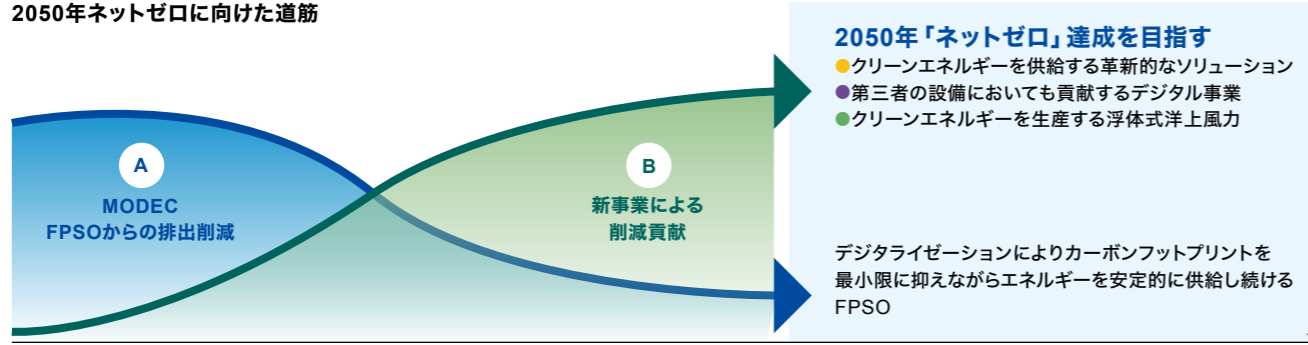 2050年ネットゼロに向けた道筋
A
MODEC
FPSOからの排出削減
B
新事業による
削減貢献
2050年「ネットゼロ」達成を目指す
●クリーンエネルギーを供給する革新的なソリューション
●第三者の設備においても貢献するデジタル事業
●クリーンエネルギーを生産する浮体式洋上風力
デジタライゼーションによりカーボンフットプリントを
最小限に抑えながらエネルギーを安定的に供給し続ける
FPSO